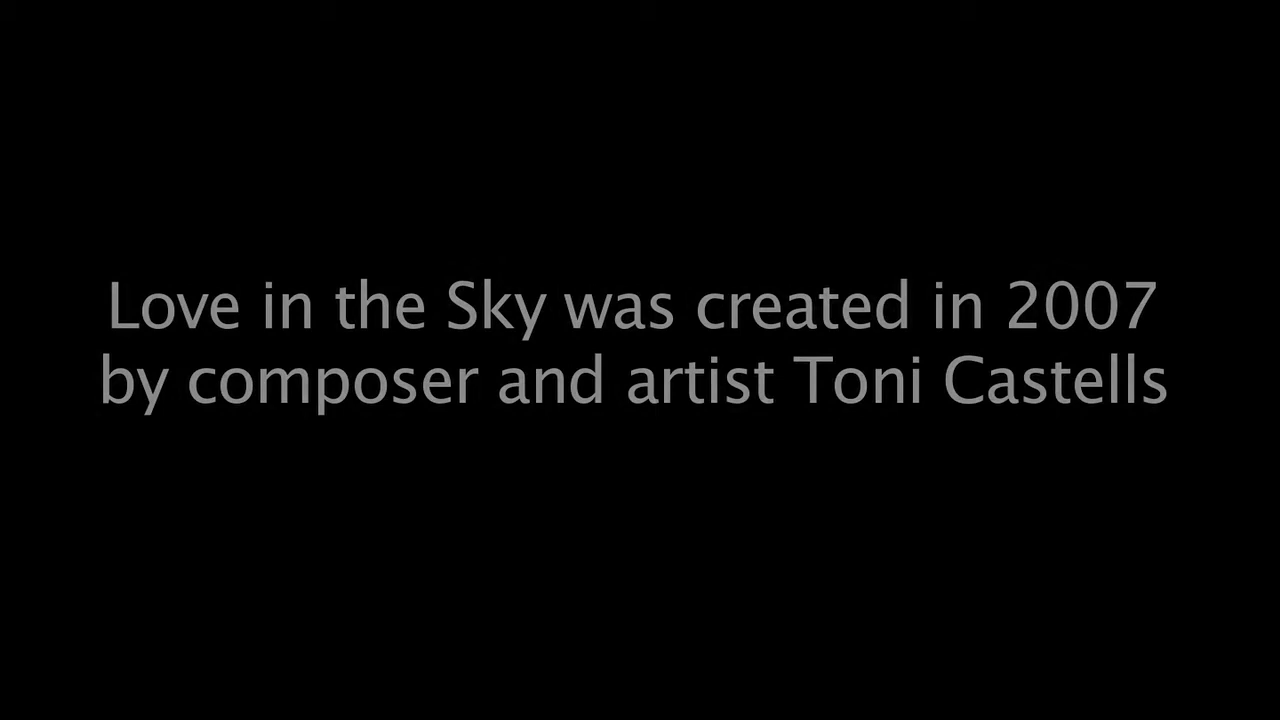 Love in the Sky was created in 2007
by composer and artist Toni Castells